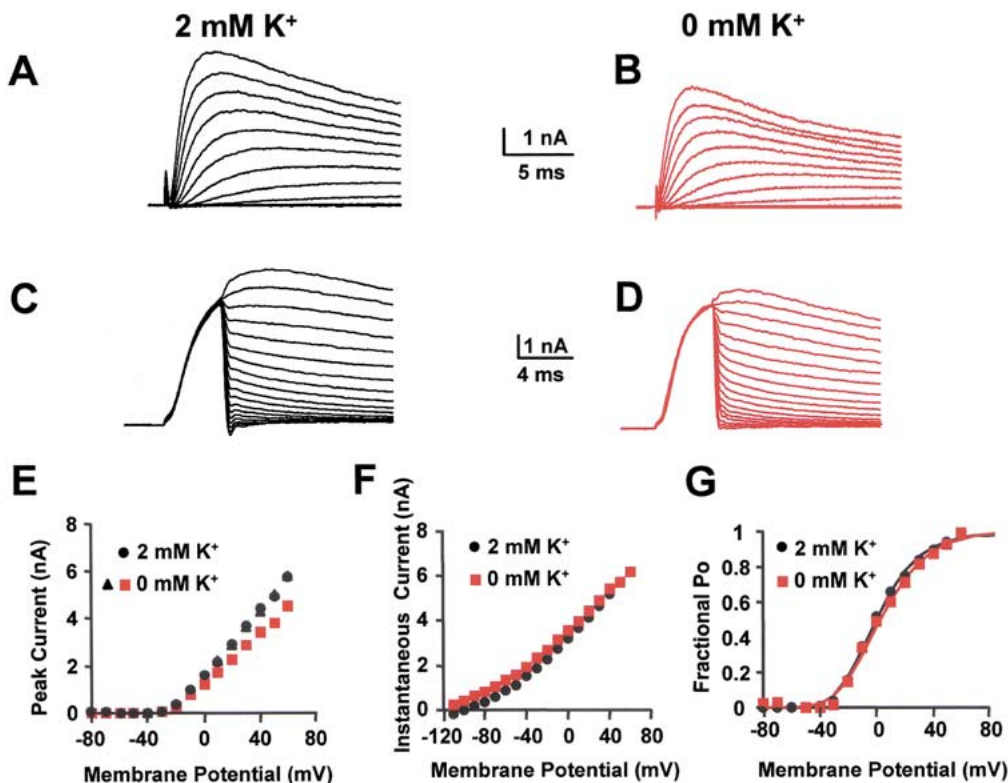 2 mM K⁺
0 mM K⁺
A
B
1 nA
5 ms
C
D
1 nA
4 ms
E
Peak Current (nA)
8
6
4
2
0
2 mM K⁺
0 mM K⁺
-80
-40
0
40
80
Membrane Potential (mV)
F
Instantaneous Current (nA)
8
6
4
2
0
2 mM K⁺
0 mM K⁺
-120
-80
-40
0
40
80
Membrane Potential (mV)
G
Fractional Po
1
0.8
0.6
0.4
0.2
0
2 mM K⁺
0 mM K⁺
-80
-40
0
40
80
Membrane Potential (mV)